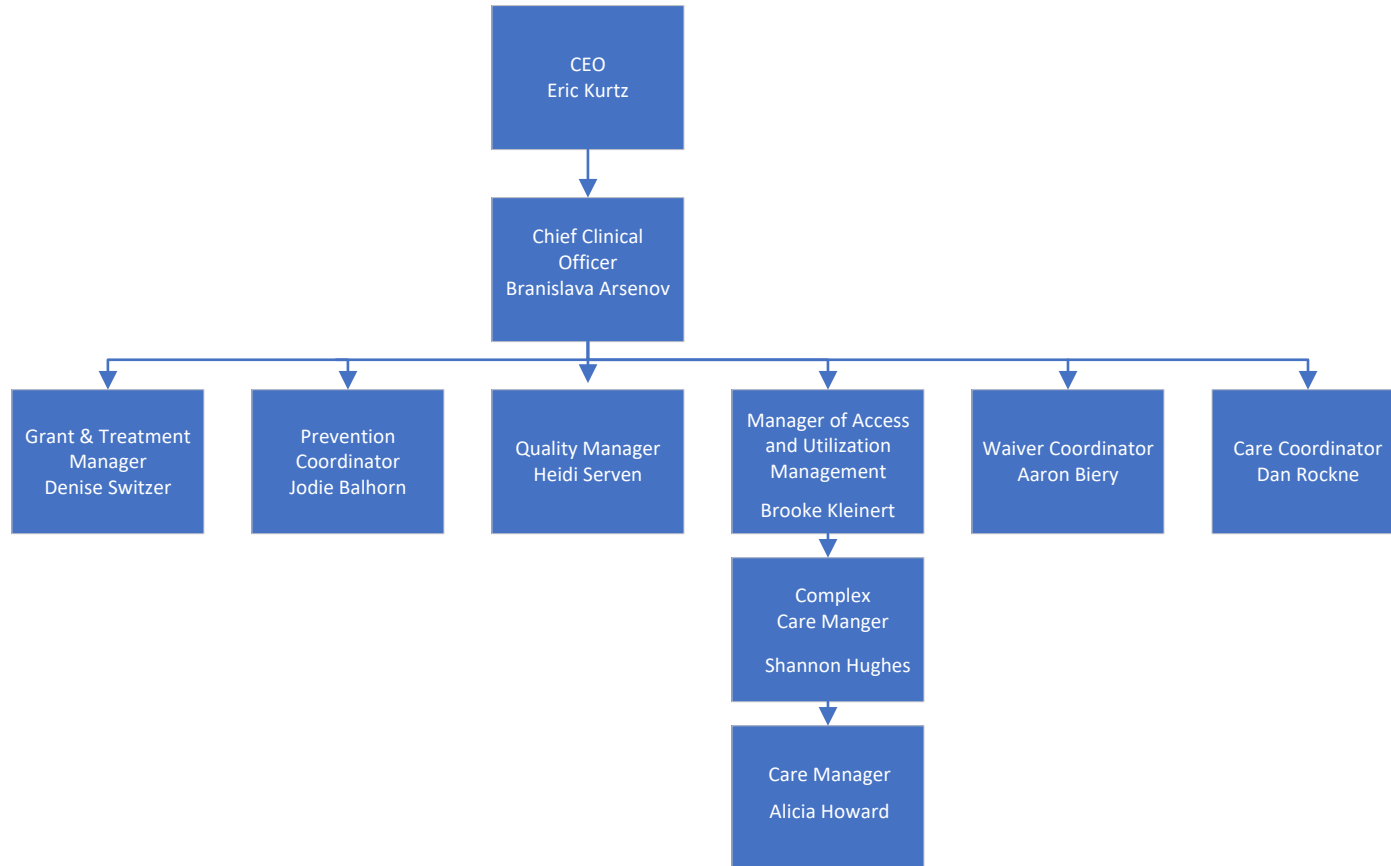 CEO
Eric Kurtz
Chief Clinical
Officer
Branislava Arsenov
Grant & Treatment
Manager
Denise Switzer
Prevention
Coordinator
Jodie Balhorn
Quality Manager
Heidi Serven
Manager of Access
and Utilization
Management
Brooke Kleinert
Waiver Coordinator
Aaron Biery
Care Coordinator
Dan Rockne
Complex
Care Manger
Shannon Hughes
Care Manager
Alicia Howard